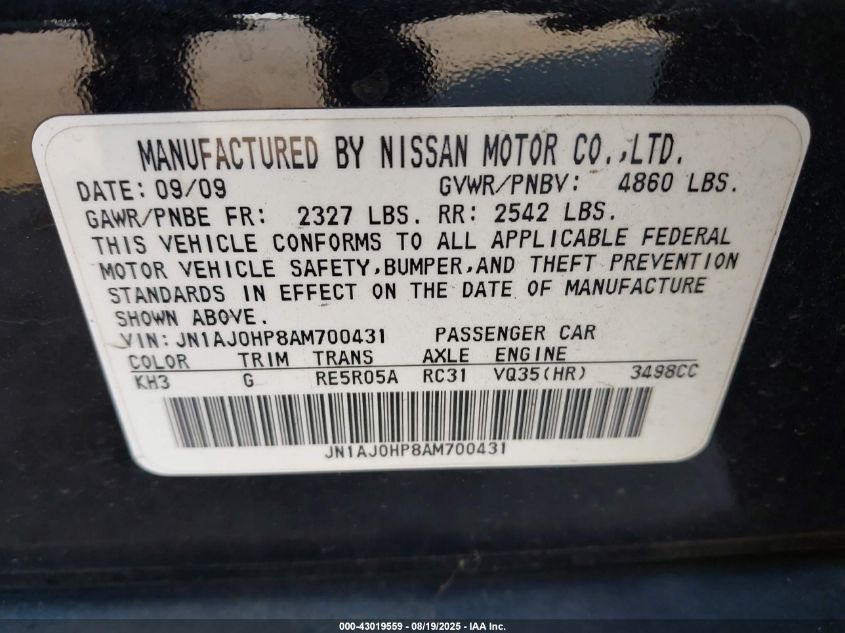 MANUFACTURED BY NISSAN MOTOR CO.,LTD.
DATE: 09/09 GVWR/PNBV: 4860 LBS.
GAWR/PNBE FR: 2327 LBS. RR: 2542 LBS.
THIS VEHICLE CONFORMS TO ALL APPLICABLE FEDERAL
MOTOR VEHICLE SAFETY,BUMPER,AND THEFT PREVENTION
STANDARDS IN EFFECT ON THE DATE OF MANUFACTURE
SHOWN ABOVE.
VIN: JN1AJ0HP8AM700431 PASSENGER CAR
COLOR TRIM TRANS AXLE ENGINE
KH3 G RE5R05A RC31 VQ35(HR) 3498CC
JN1AJ0HP8AM700431
000-43019559 - 08/19/2025 - IAA Inc.